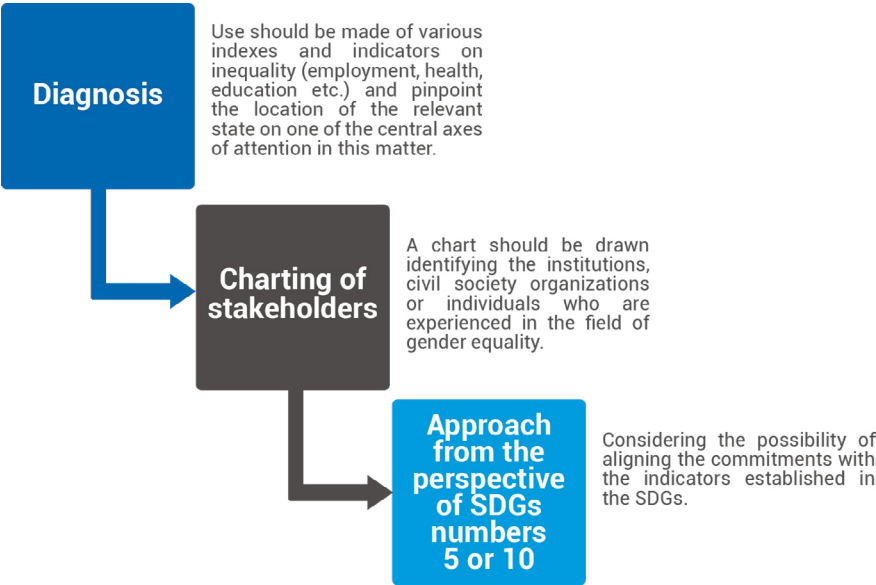 Diagnosis
Use should be made of various
indexes and indicators on
inequality (employment, health,
education etc.) and pinpoint
the location of the relevant
state on one of the central axes
of attention in this matter.
Charting of
stakeholders
A chart should be drawn
identifying the institutions,
civil society organizations
or individuals who are
experienced in the field of
gender equality.
Approach
from the
perspective
of SDGs
numbers
5 or 10
Considering the possibility of
aligning the commitments with
the indicators established in
the SDGs.